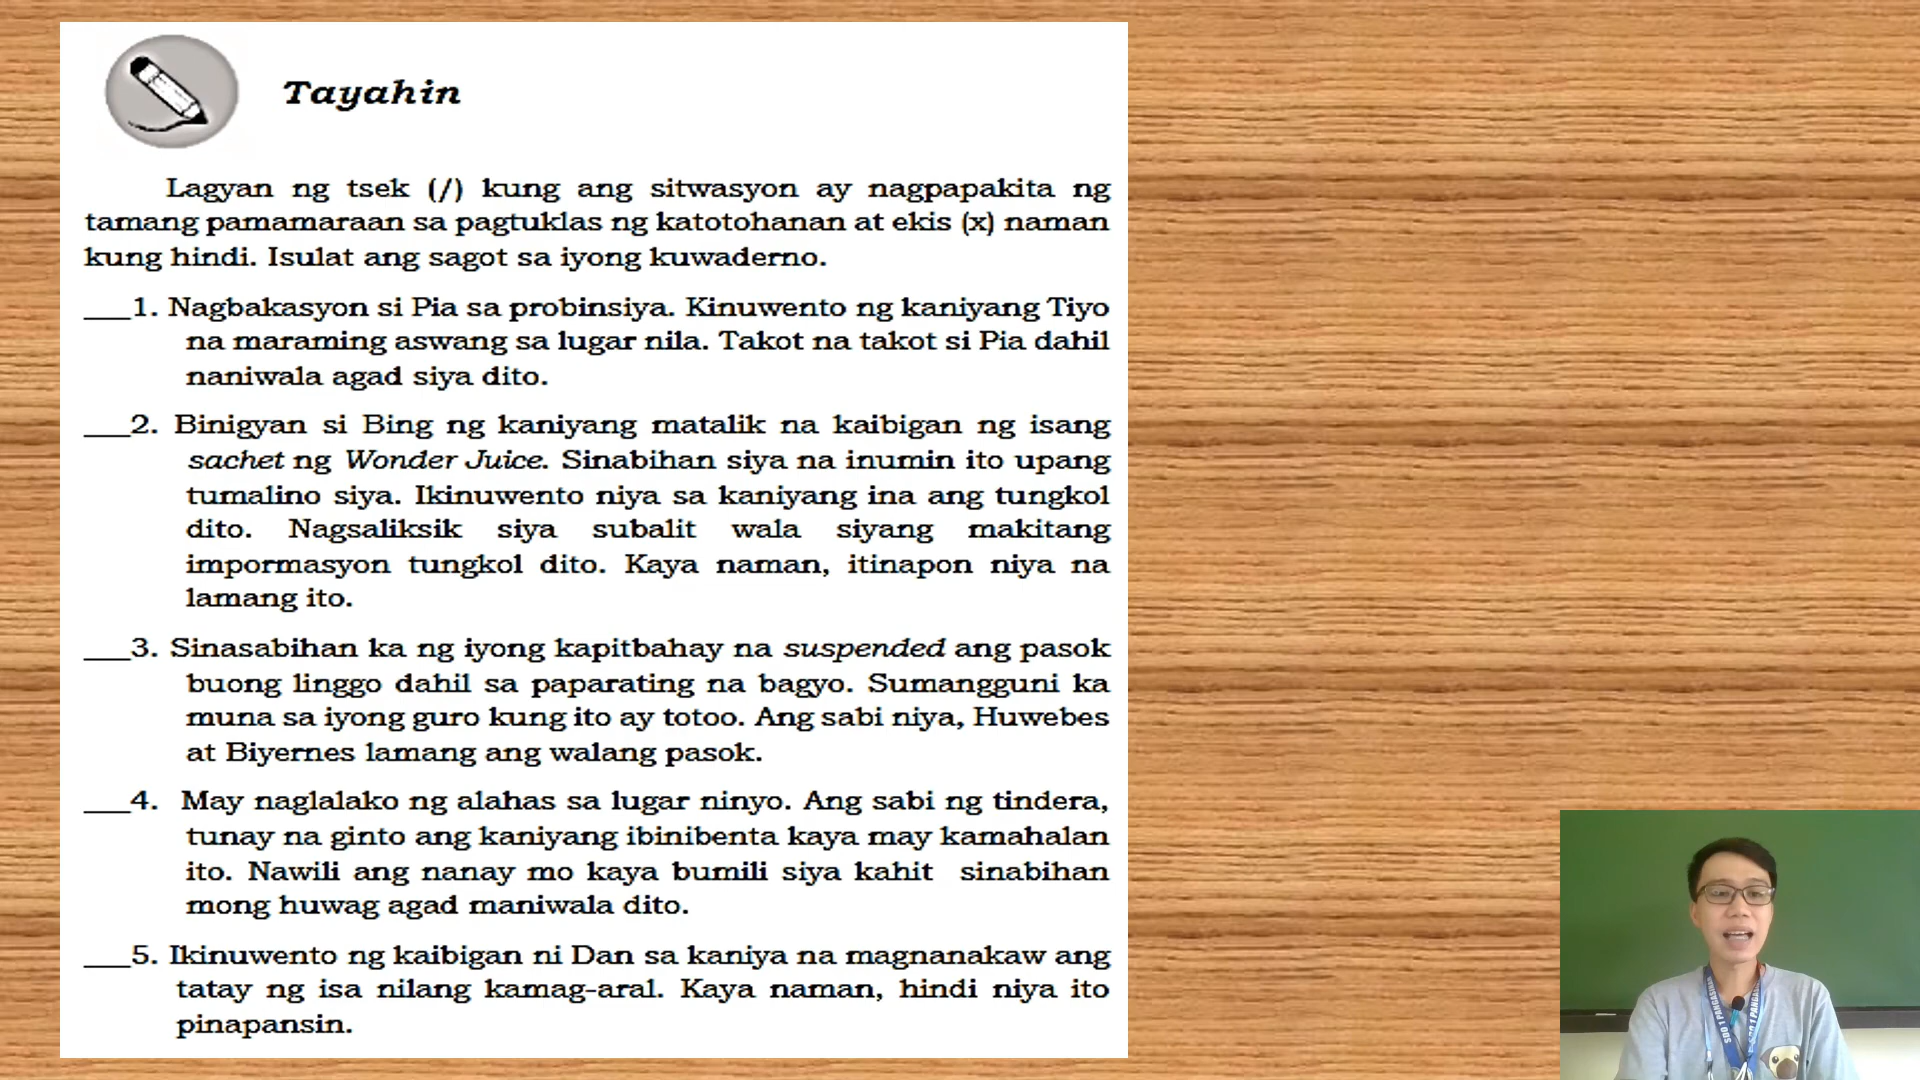 Tayahin
Lagyan ng tsek (/) kung ang sitwasyon ay nagpapakita ng
tamang pamamaraan sa pagtuklas ng katotohanan at ekis (x) naman
kung hindi. Isulat ang sagot sa iyong kuwaderno.
___1. Nagbakasyon si Pia sa probinsiya. Kinuwento ng kaniyang Tiyo
na maraming aswang sa lugar nila. Takot na takot si Pia dahil
naniwala agad siya dito.
___2. Binigyan si Bing ng kaniyang matalik na kaibigan ng isang
sachet ng Wonder Juice. Sinabihan siya na inumin ito upang
tumalino siya. Ikinuwento niya sa kaniyang ina ang tungkol
dito. Nagsaliksik siya subalit wala siyang makitang
impormasyon tungkol dito. Kaya naman, itinapon niya na
lamang ito.
___3. Sinasabihan ka ng iyong kapitbahay na suspended ang pasok
buong linggo dahil sa paparating na bagyo. Sumangguni ka
muna sa iyong guro kung ito ay totoo. Ang sabi niya, Huwebes
at Biyernes lamang ang walang pasok.
___4. May naglalako ng alahas sa lugar ninyo. Ang sabi ng tindera,
tunay na ginto ang kaniyang ibinibenta kaya may kamahalan
ito. Nawili ang nanay mo kaya bumili siya kahit sinabihan
mong huwag agad maniwala dito.
___5. Ikinuwento ng kaibigan ni Dan sa kaniya na magnanakaw ang
tatay ng isa nilang kamag-aral. Kaya naman, hindi niya ito
pinapansin.